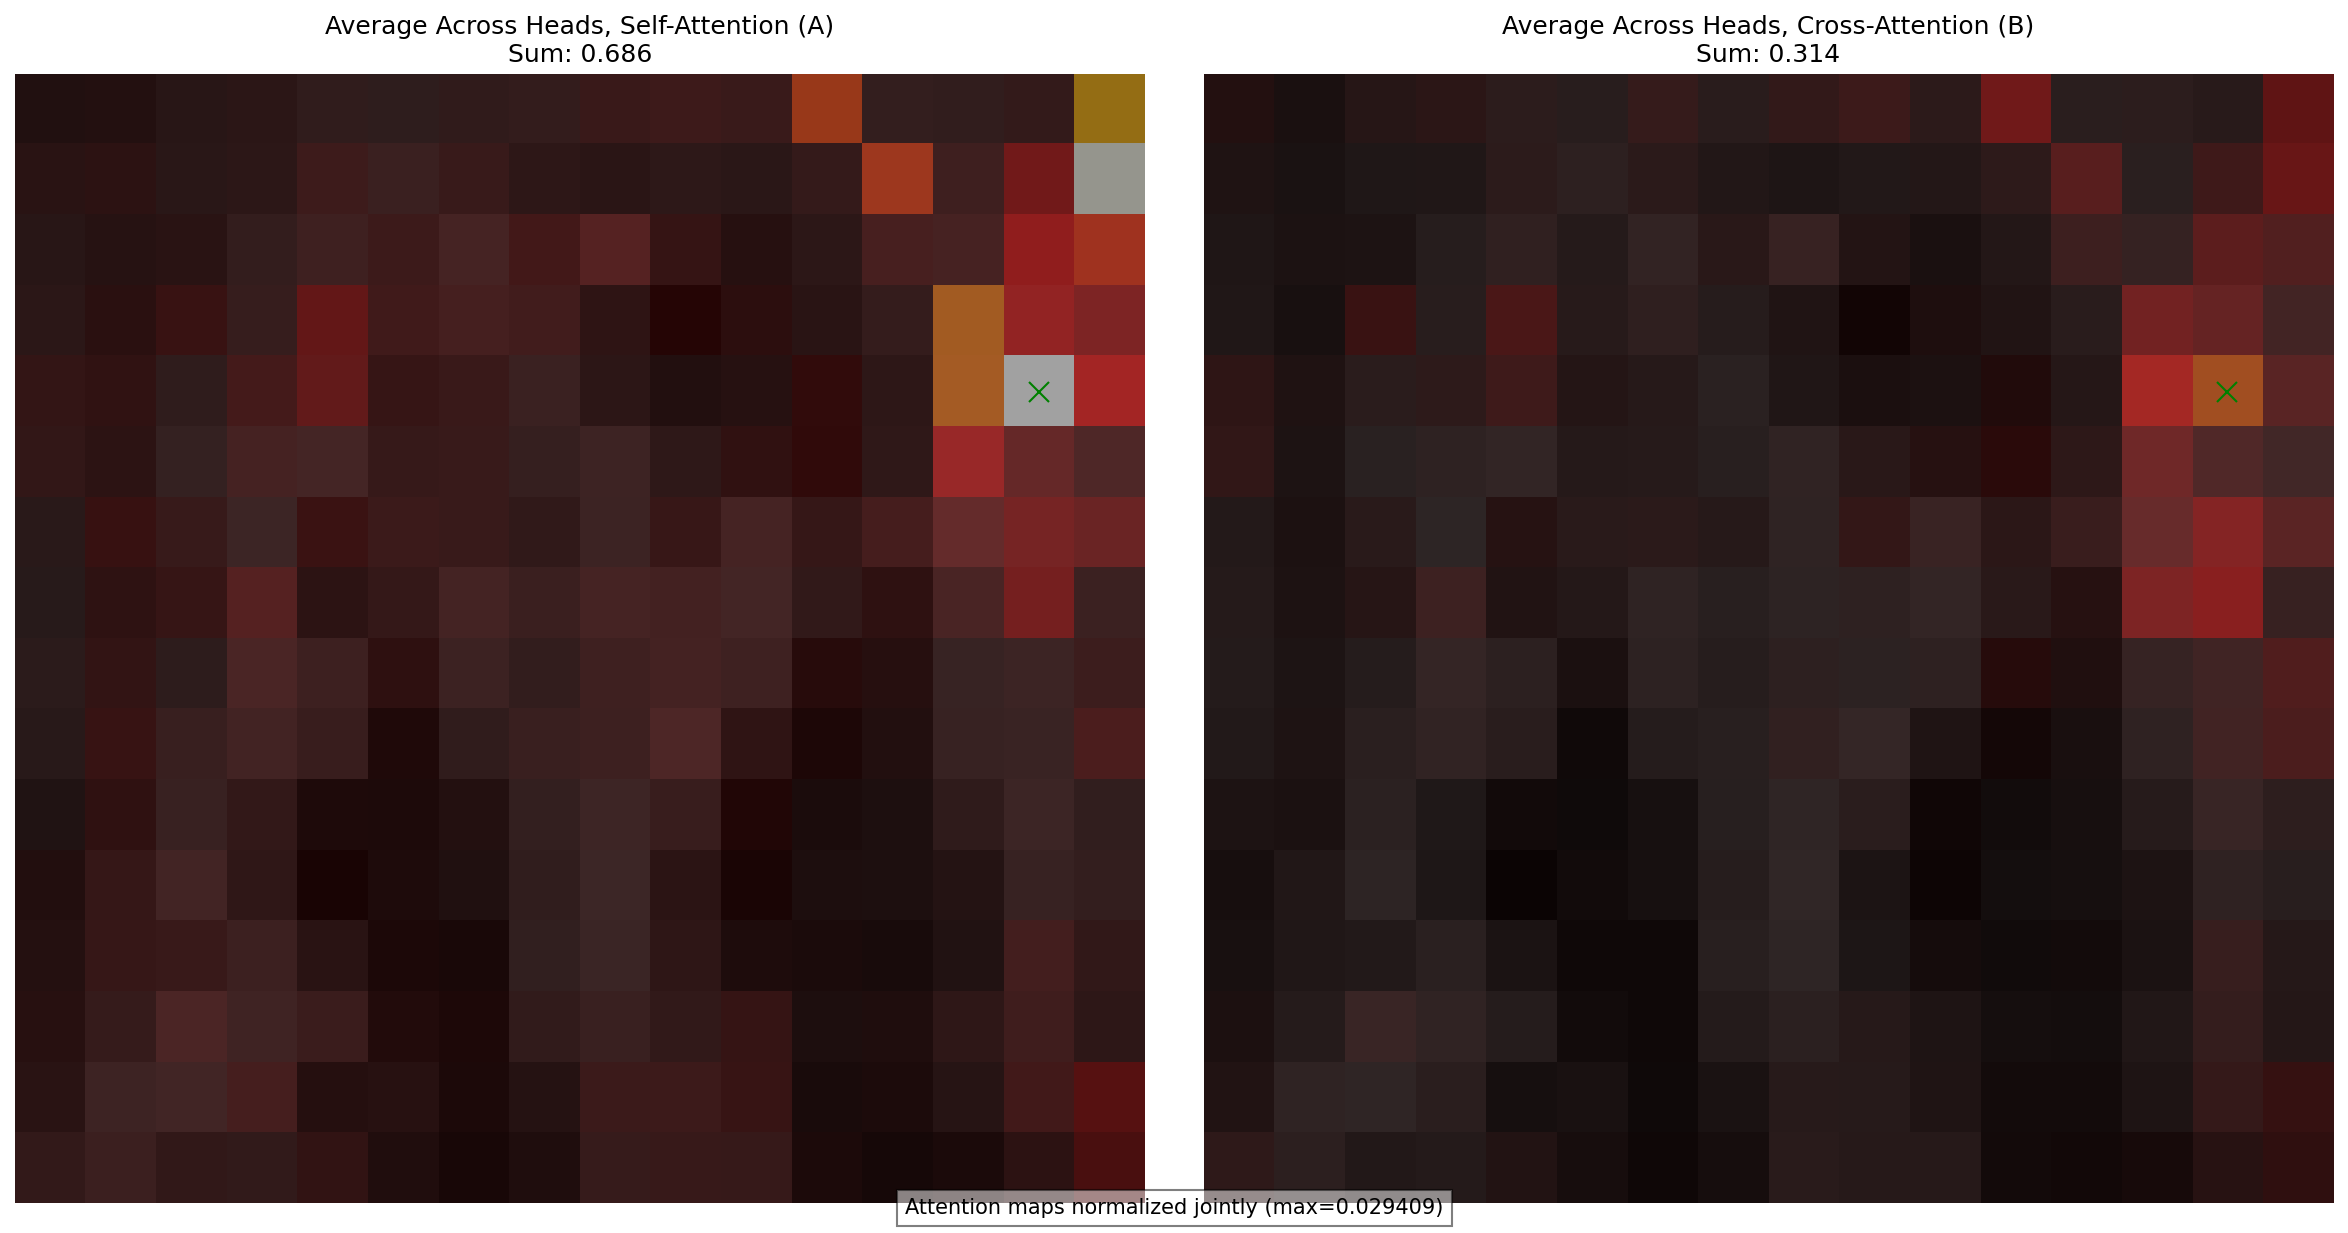 Average Across Heads, Self-Attention (A)
Sum: 0.686
Average Across Heads, Cross-Attention (B)
Sum: 0.314
Attention maps normalized jointly (max=0.029409)